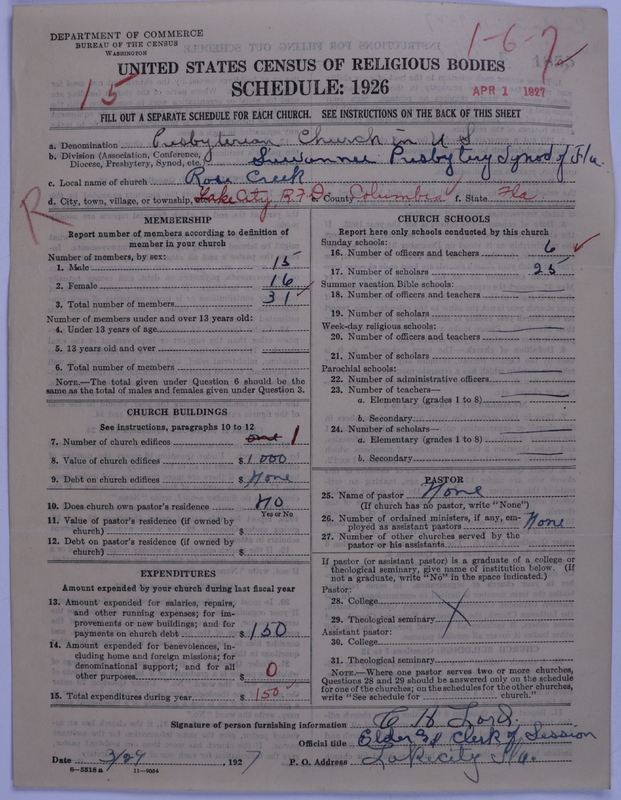 DEPARTMENT OF COMMERCE
BUREAU OF THE CENSUS
WASHINGTON
1-6-7
15
UNITED STATES CENSUS OF RELIGIOUS BODIES
SCHEDULE: 1926
APR 1 1927
FILL OUT A SEPARATE SCHEDULE FOR EACH CHURCH. SEE INSTRUCTIONS ON THE BACK OF THIS SHEET
a. Denomination Presbyterian Church in U S
b. Division (Association, Conference, Diocese, Presbytery, Synod, etc. Suwannee Presbytery Synod of Fla.
c. Local name of church Rose Creek
d. City, town, village, or township, Lake City, R.F.D. e. County Columbia f. State Fla
R
MEMBERSHIP
Report number of members according to definition of
member in your church
Number of members, by sex:
1. Male 15
2. Female 16
3. Total number of members 31
Number of members under and over 13 years old:
4. Under 13 years of age
5. 13 years old and over
6. Total number of members
NOTE.—The total given under Question 6 should be the
same as the total of males and females given under Question 3.
CHURCH BUILDINGS
See instructions, paragraphs 10 to 12
7. Number of church edifices one 1
8. Value of church edifices $1,000
9. Debt on church edifices $ None
10. Does church own pastor's residence No
Yes or No
11. Value of pastor's residence (if owned by
church) $
12. Debt on pastor's residence (if owned by
church) $
EXPENDITURES
Amount expended by your church during last fiscal year
13. Amount expended for salaries, repairs,
and other running expenses; for im-
provements or new buildings; and for
payments on church debt $150
14. Amount expended for benevolences, in-
cluding home and foreign missions; for
denominational support; and for all
other purposes $ 0
15. Total expenditures during year $150
CHURCH SCHOOLS
Report here only schools conducted by this church
Sunday schools:
16. Number of officers and teachers 6
17. Number of scholars 25
Summer vacation Bible schools:
18. Number of officers and teachers
19. Number of scholars
Week-day religious schools:
20. Number of officers and teachers
21. Number of scholars
Parochial schools:
22. Number of administrative officers
23. Number of teachers—
a. Elementary (grades 1 to 8)
b. Secondary
24. Number of scholars—
a. Elementary (grades 1 to 8)
b. Secondary
PASTOR
25. Name of pastor None
(If church has no pastor, write "None")
26. Number of ordained ministers, if any, em-
ployed as assistant pastors None
27. Number of other churches served by the
pastor or his assistants
If pastor (or assistant pastor) is a graduate of a college or
theological seminary, give name of institution below. (If
not a graduate, write "No" in the space indicated.)
Pastor:
28. College
29. Theological seminary
Assistant pastor:
30. College
31. Theological seminary
NOTE.—Where one pastor serves two or more churches,
Questions 28 and 29 should be answered only on the schedule
for one of the churches; on the schedules for the other churches,
write "See schedule for church."
Signature of person furnishing information C H Lord
Official title Elder & Clerk of Session
Date 3/29, 1927 P. O. Address Lake city Fla.
8-5518 a 11-9664